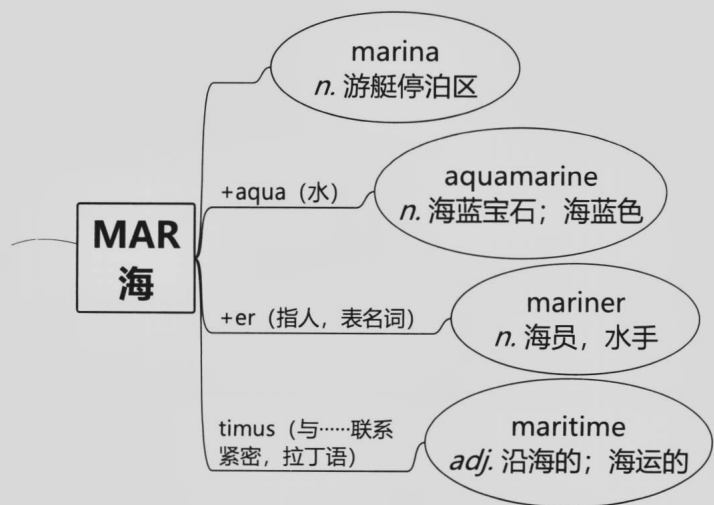 MAR
海
marina
n. 游艇停泊区
+aqua（水）
aquamarine
n. 海蓝宝石；海蓝色
+er（指人，表名词）
mariner
n. 海员，水手
timus（与……联系
紧密，拉丁语）
maritime
adj. 沿海的；海运的